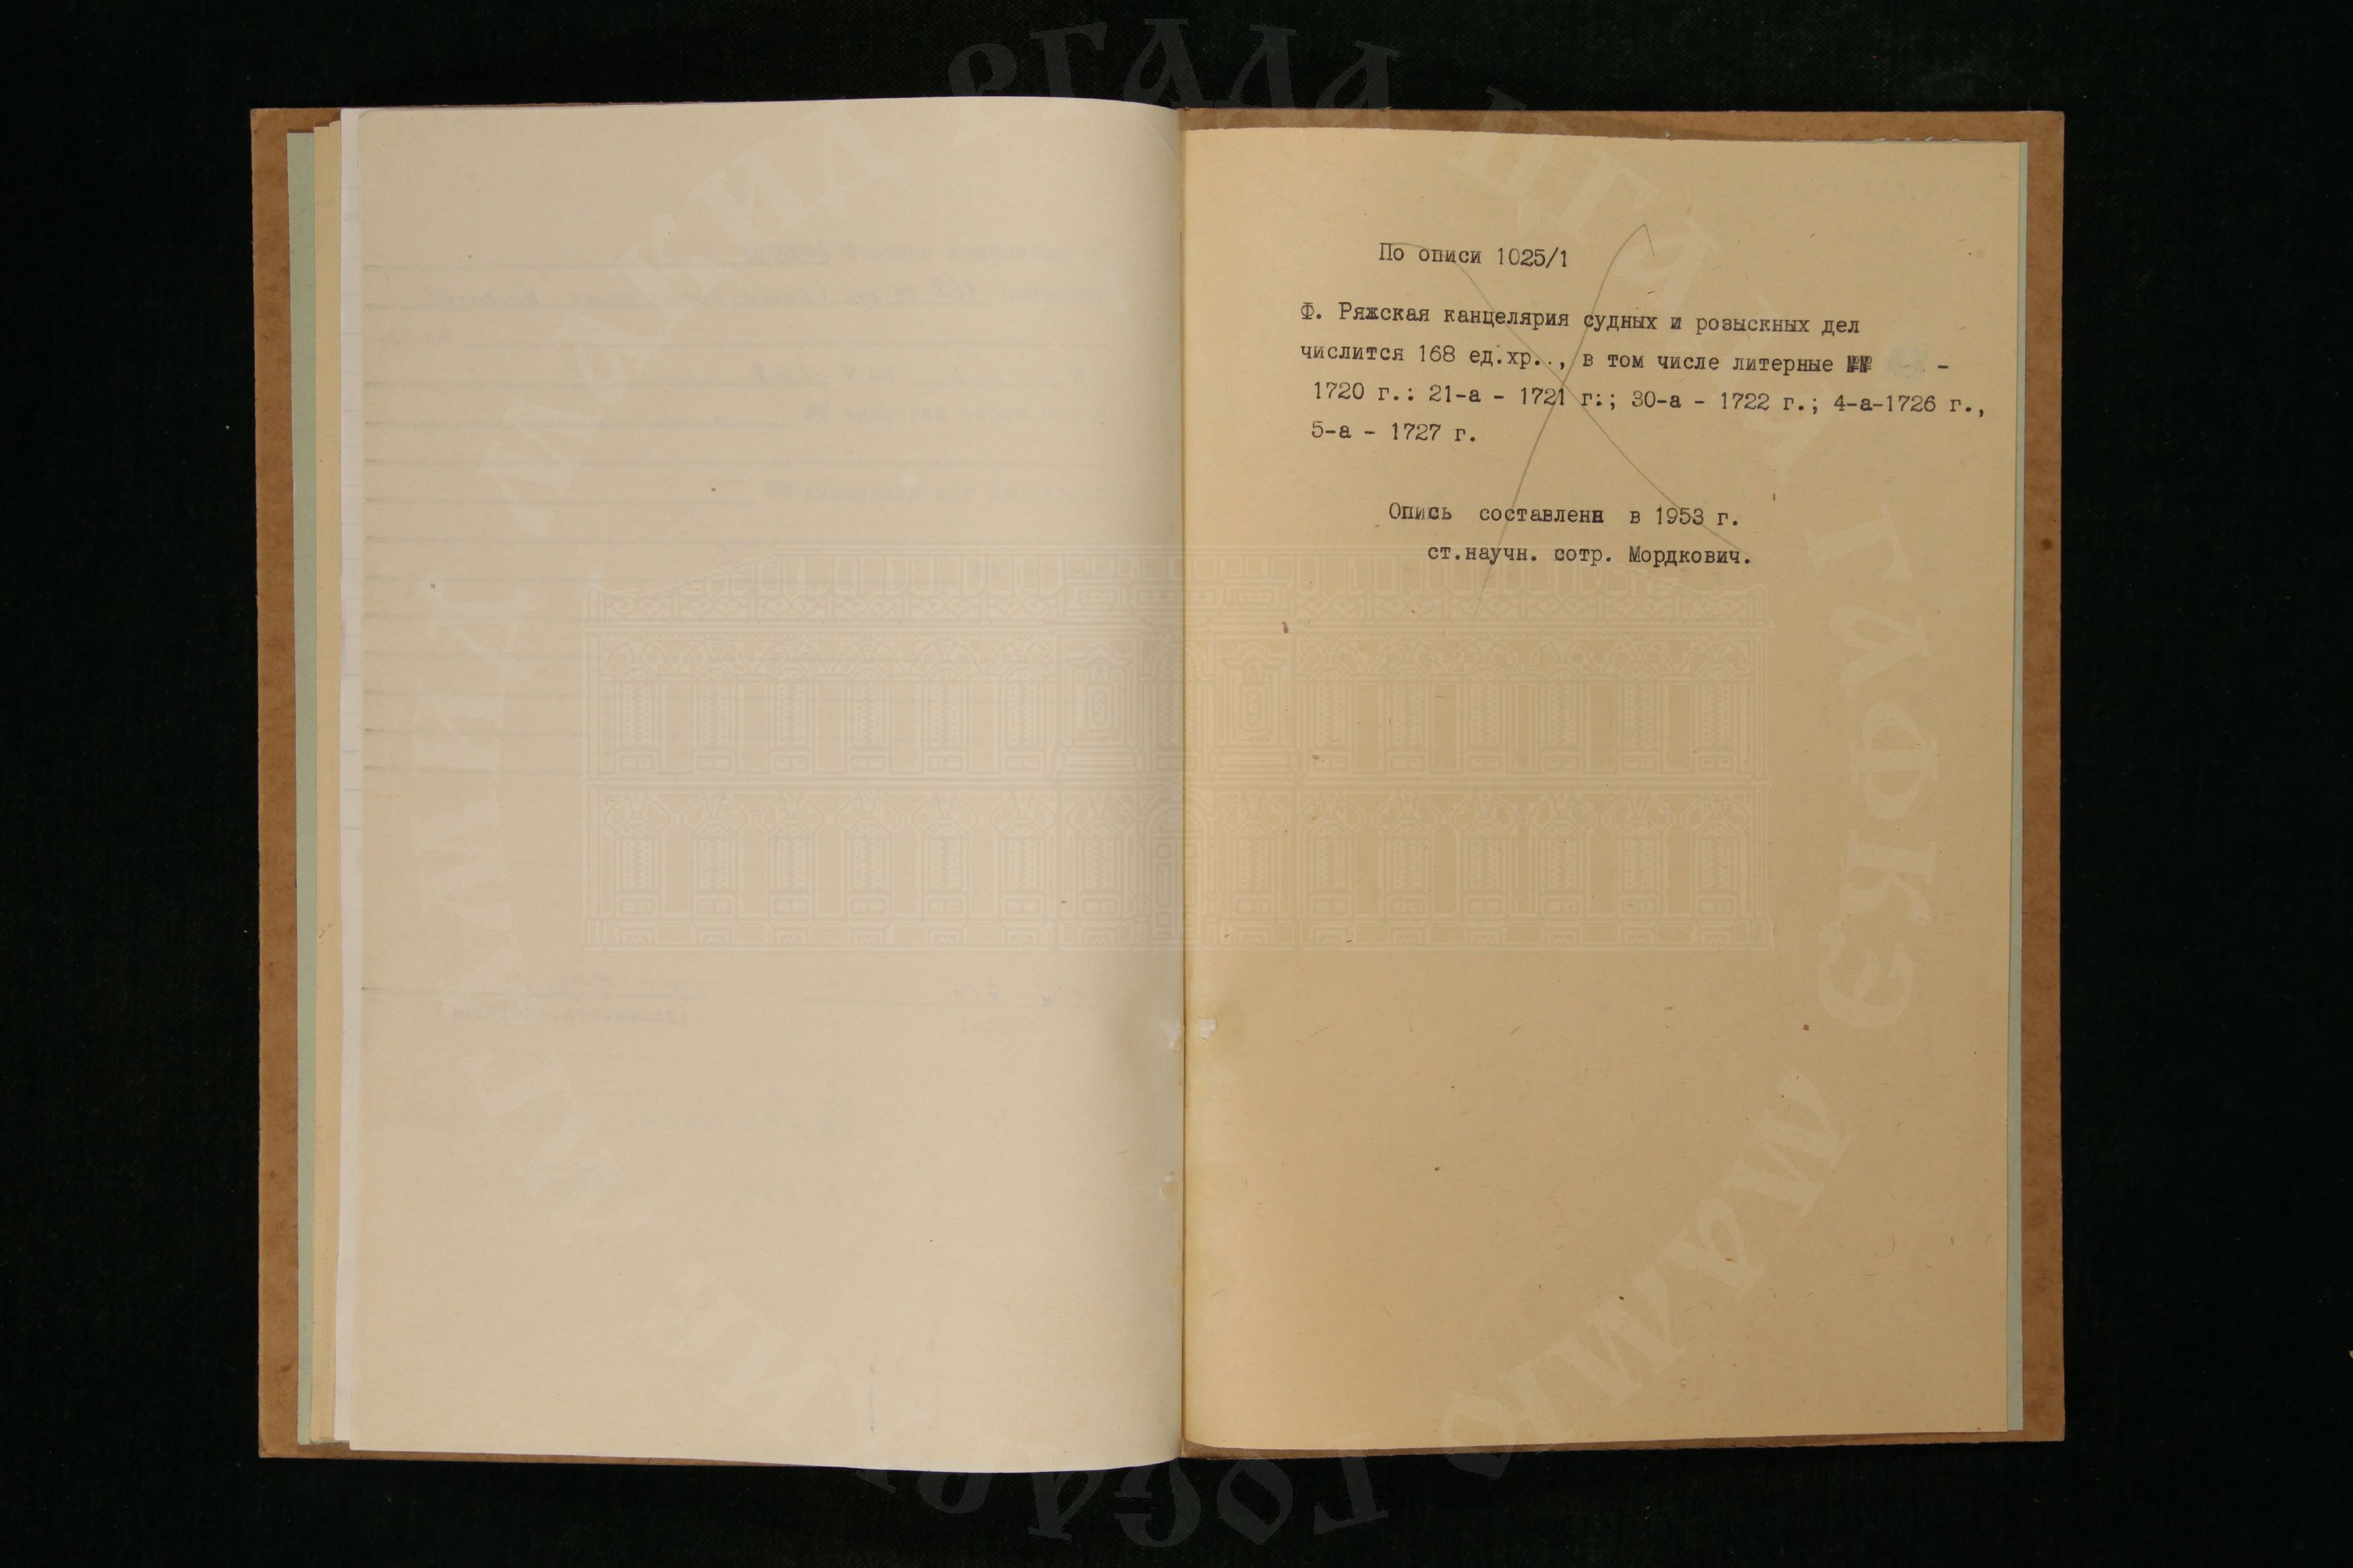 По описи 1025/1
Ф. Ряжская канцелярия судных и розыскных дел
числится 168 ед.хр.., в том числе литерные №№ -
1720 г.: 21-а - 1721 г:; 30-а - 1722 г.; 4-а-1726 г.,
5-а - 1727 г.
Опись составлена в 1953 г.
ст.научн. сотр. Мордкович.